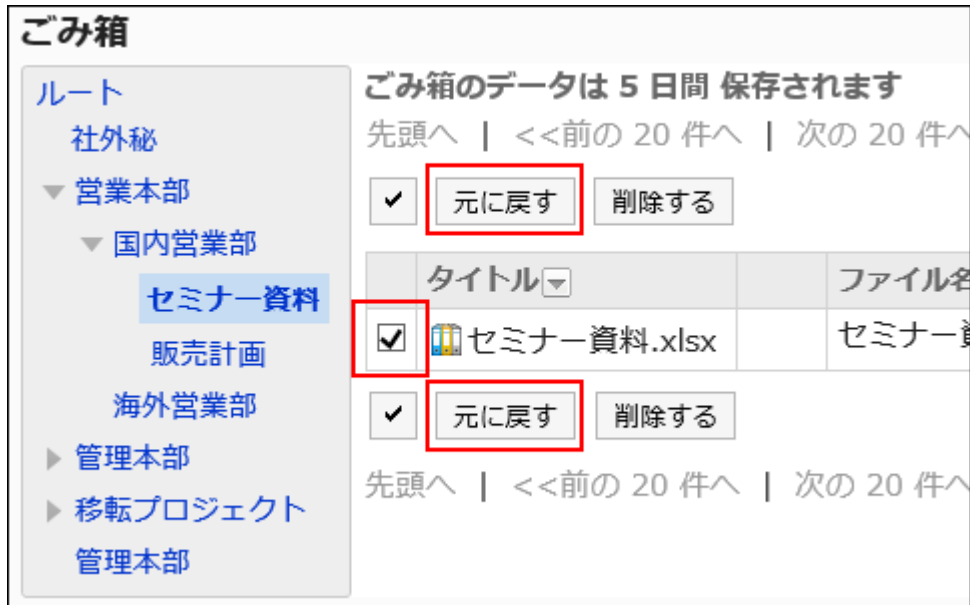 ごみ箱
ルート
社外秘
営業本部
国内営業部
セミナー資料
販売計画
海外営業部
管理本部
移転プロジェクト
管理本部
ごみ箱のデータは 5 日間 保存されます
先頭へ | <<前の 20 件へ | 次の 20 件へ
元に戻す 削除する
タイトル ファイル名
セミナー資料.xlsx セミナー資
元に戻す 削除する
先頭へ | <<前の 20 件へ | 次の 20 件へ